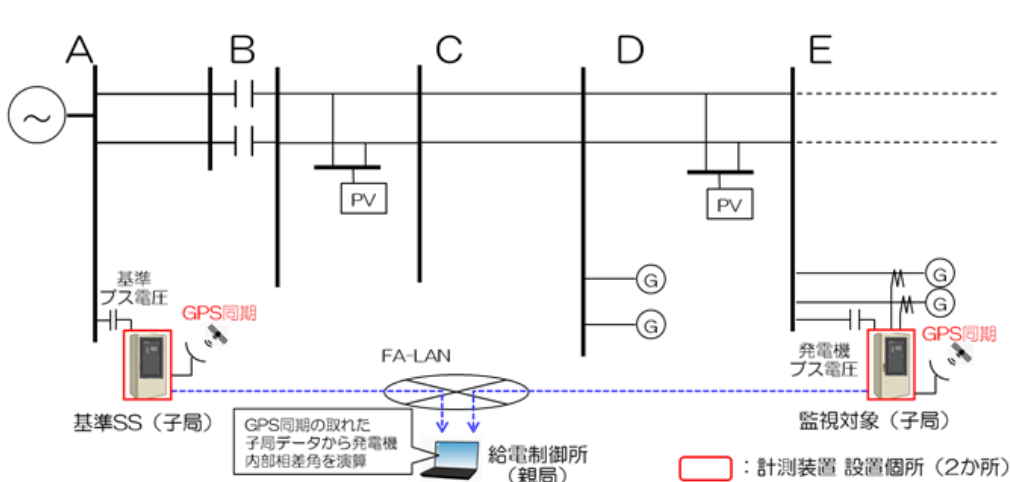 A
B
C
D
E
~
PV
PV
G
G
G
G
基準
ブス電圧
GPS同期
FA-LAN
発電機
ブス電圧
GPS同期
基準SS（子局）
監視対象（子局）
GPS同期の取れた
子局データから発電機
内部相差角を演算
給電制御所
（親局）
：計測装置 設置個所（2か所）